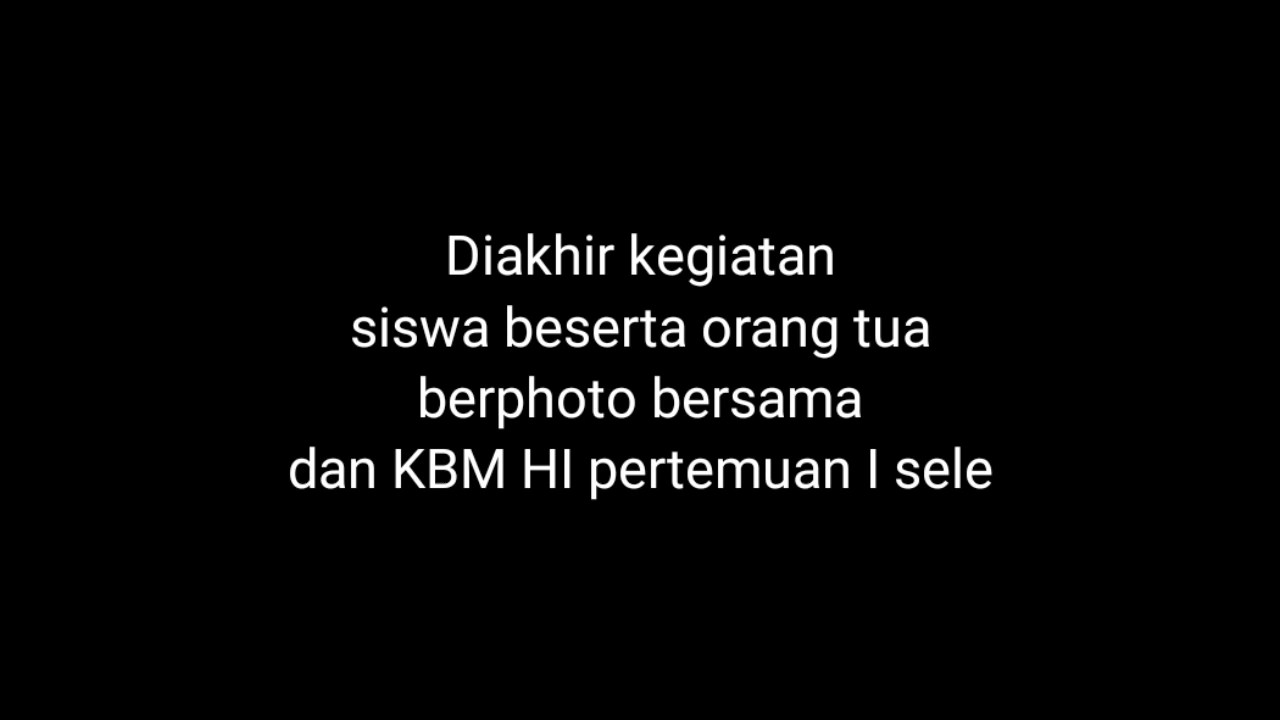 Diakhir kegiatan
siswa beserta orang tua
berphoto bersama
dan KBM HI pertemuan I sele